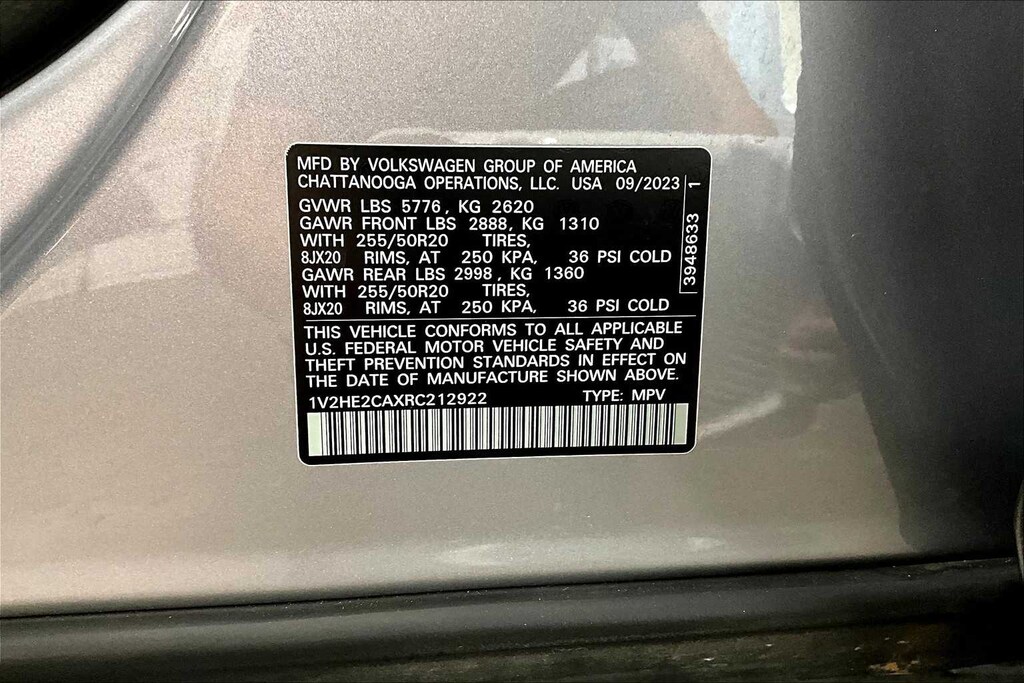 MFD BY VOLKSWAGEN GROUP OF AMERICA
CHATTANOOGA OPERATIONS, LLC. USA 09/2023
GVWR LBS 5776, KG 2620
GAWR FRONT LBS 2888, KG 1310
WITH 255/50R20 TIRES,
8JX20 RIMS, AT 250 KPA, 36 PSI COLD
GAWR REAR LBS 2998, KG 1360
WITH 255/50R20 TIRES,
8JX20 RIMS, AT 250 KPA, 36 PSI COLD
3948633 1
THIS VEHICLE CONFORMS TO ALL APPLICABLE
U.S. FEDERAL MOTOR VEHICLE SAFETY AND
THEFT PREVENTION STANDARDS IN EFFECT ON
THE DATE OF MANUFACTURE SHOWN ABOVE.
1V2HE2CAXRC212922 TYPE: MPV